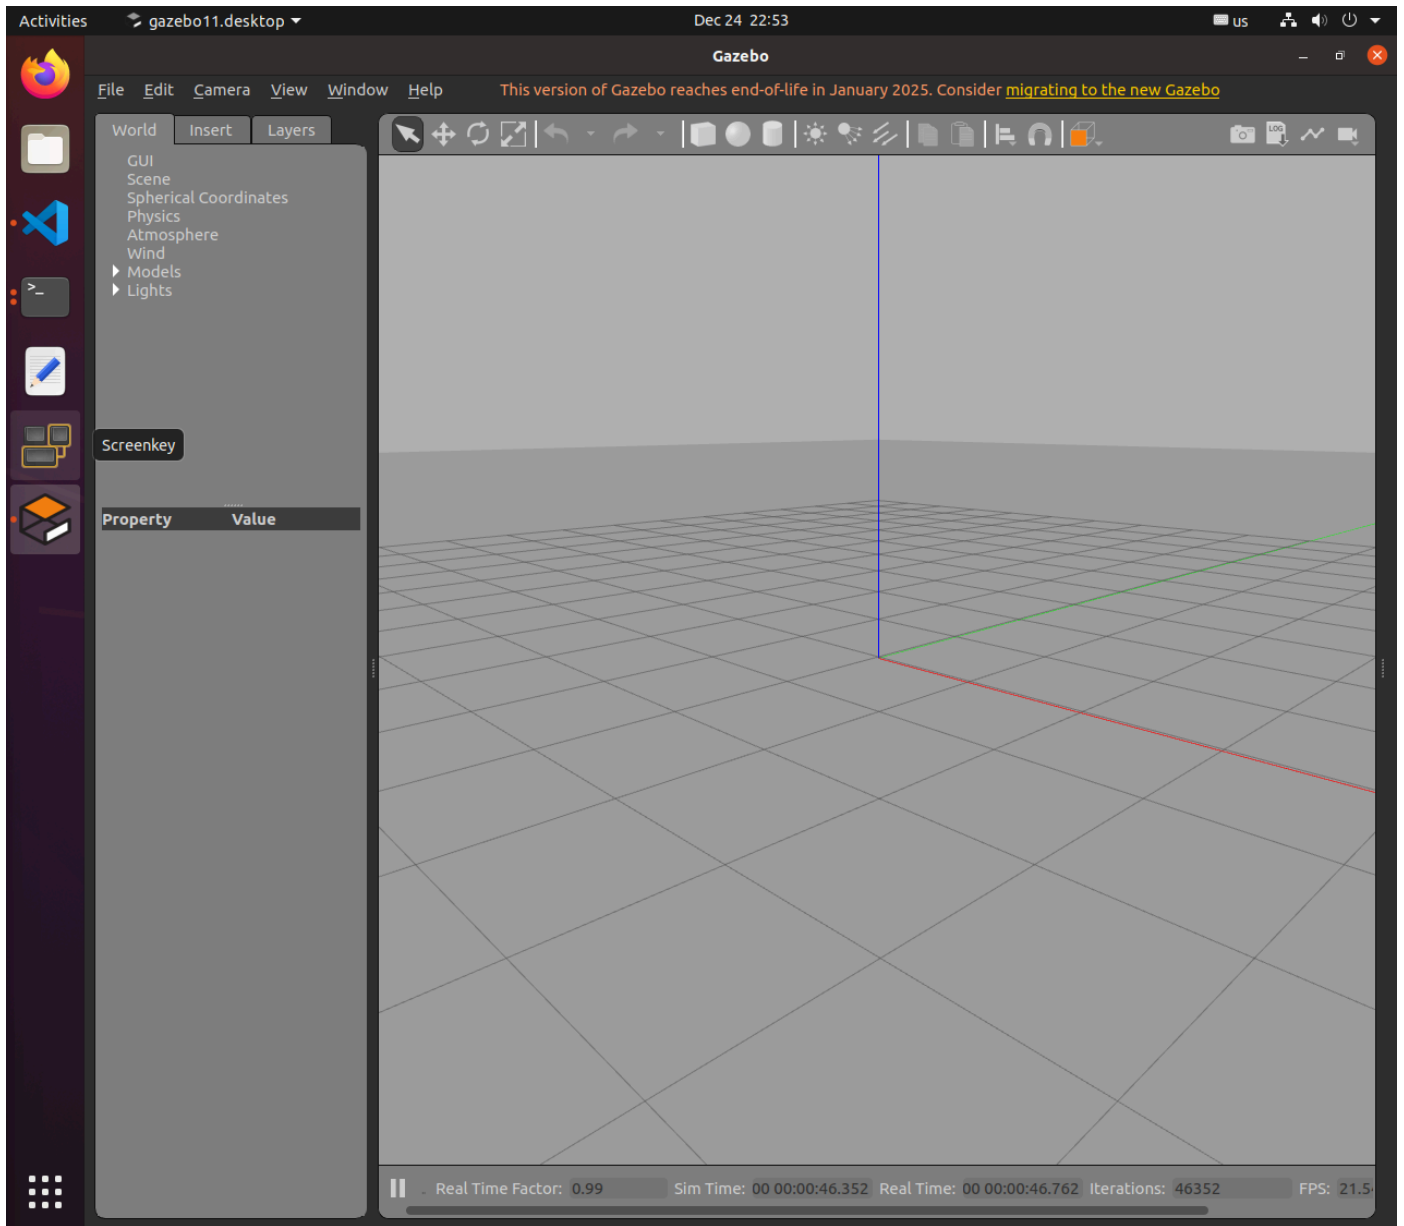 Activities gazebo11.desktop Dec 24 22:53 us
Gazebo
File Edit Camera View Window Help This version of Gazebo reaches end-of-life in January 2025. Consider migrating to the new Gazebo
World Insert Layers
LOG
GUI
Scene
Spherical Coordinates
Physics
Atmosphere
Wind
Models
Lights
>_
Screenkey
Property Value
Real Time Factor: 0.99 Sim Time: 00 00:00:46.352 Real Time: 00 00:00:46.762 Iterations: 46352 FPS: 21.5